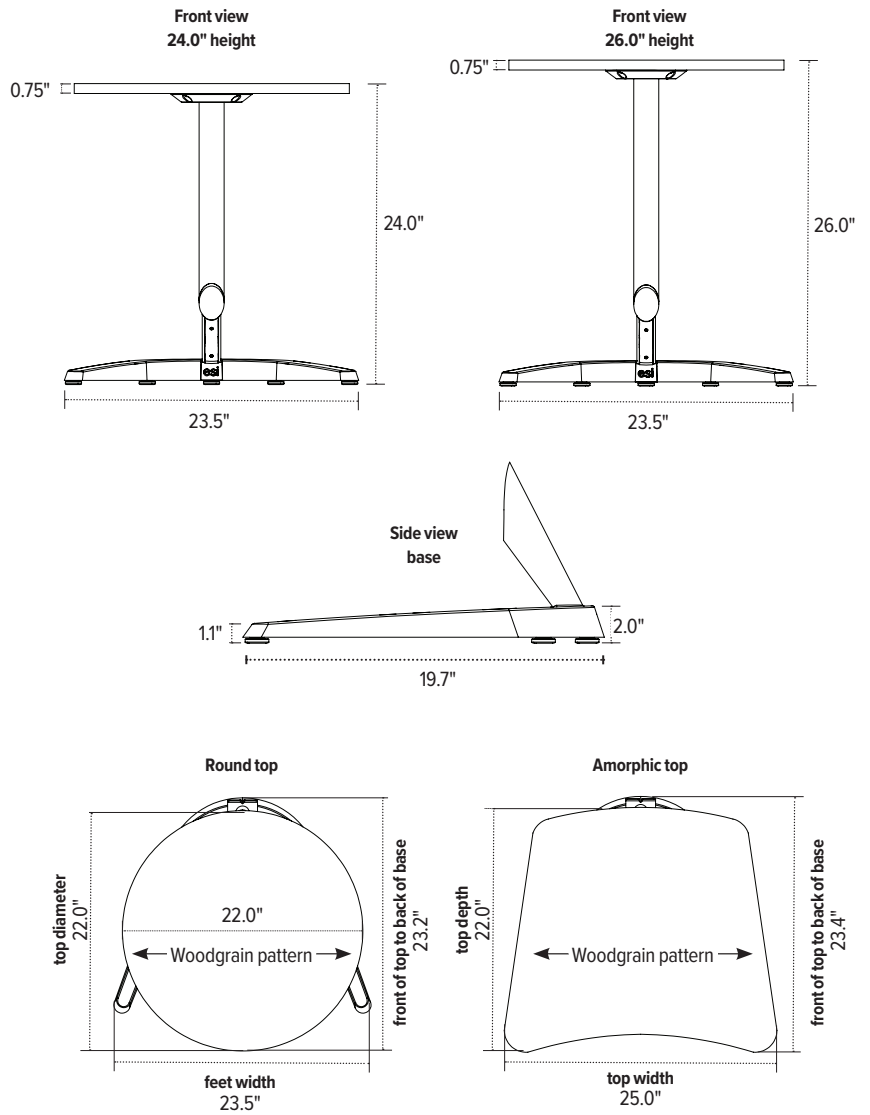 Front view
24.0" height
Front view
26.0" height
0.75"
0.75"
24.0"
26.0"
esi
esi
23.5"
23.5"
Side view
base
1.1"
2.0"
19.7"
Round top
Amorphic top
top diameter
22.0"
22.0"
Woodgrain pattern
front of top to back of base
23.2"
top depth
22.0"
Woodgrain pattern
front of top to back of base
23.4"
feet width
23.5"
top width
25.0"